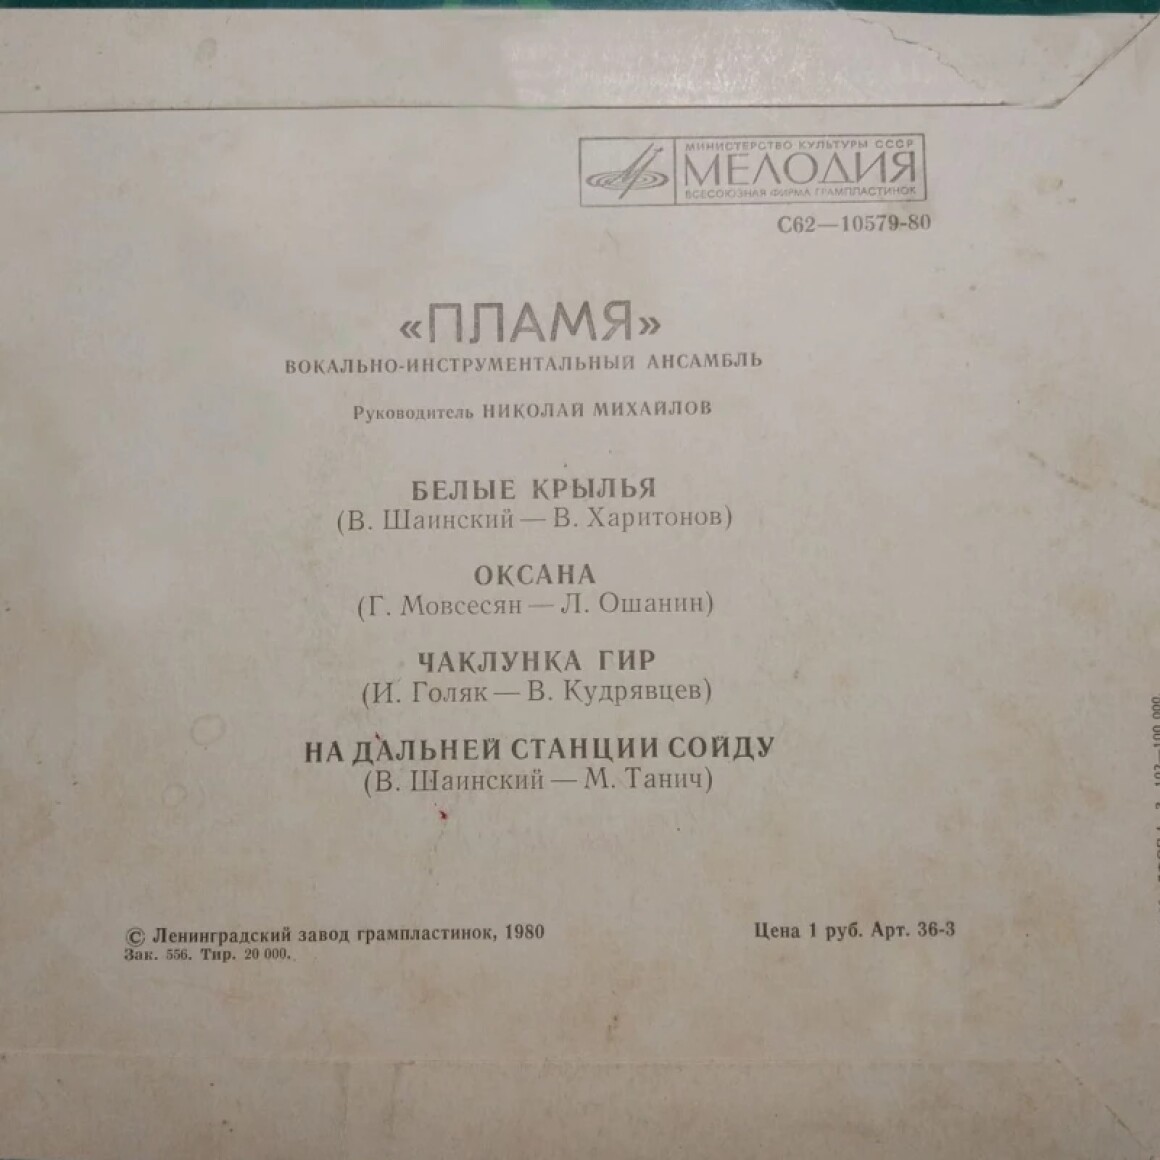 МИНИСТЕРСТВО КУЛЬТУРЫ СССР
МЕЛОДИЯ
ВСЕСОЮЗНАЯ ФИРМА ГРАМПЛАСТИНОК
С62—10579-80
«ПЛАМЯ»
ВОКАЛЬНО-ИНСТРУМЕНТАЛЬНЫЙ АНСАМБЛЬ
Руководитель НИКОЛАЙ МИХАЙЛОВ
БЕЛЫЕ КРЫЛЬЯ
(В. Шаинский — В. Харитонов)
ОКСАНА
(Г. Мовсесян — Л. Ошанин)
ЧАКЛУНКА ГИР
(И. Голяк — В. Кудрявцев)
НА ДАЛЬНЕЙ СТАНЦИИ СОЙДУ
(В. Шаинский — М. Танич)
© Ленинградский завод грампластинок, 1980
Зак. 556. Тир. 20 000.
Цена 1 руб. Арт. 36-3